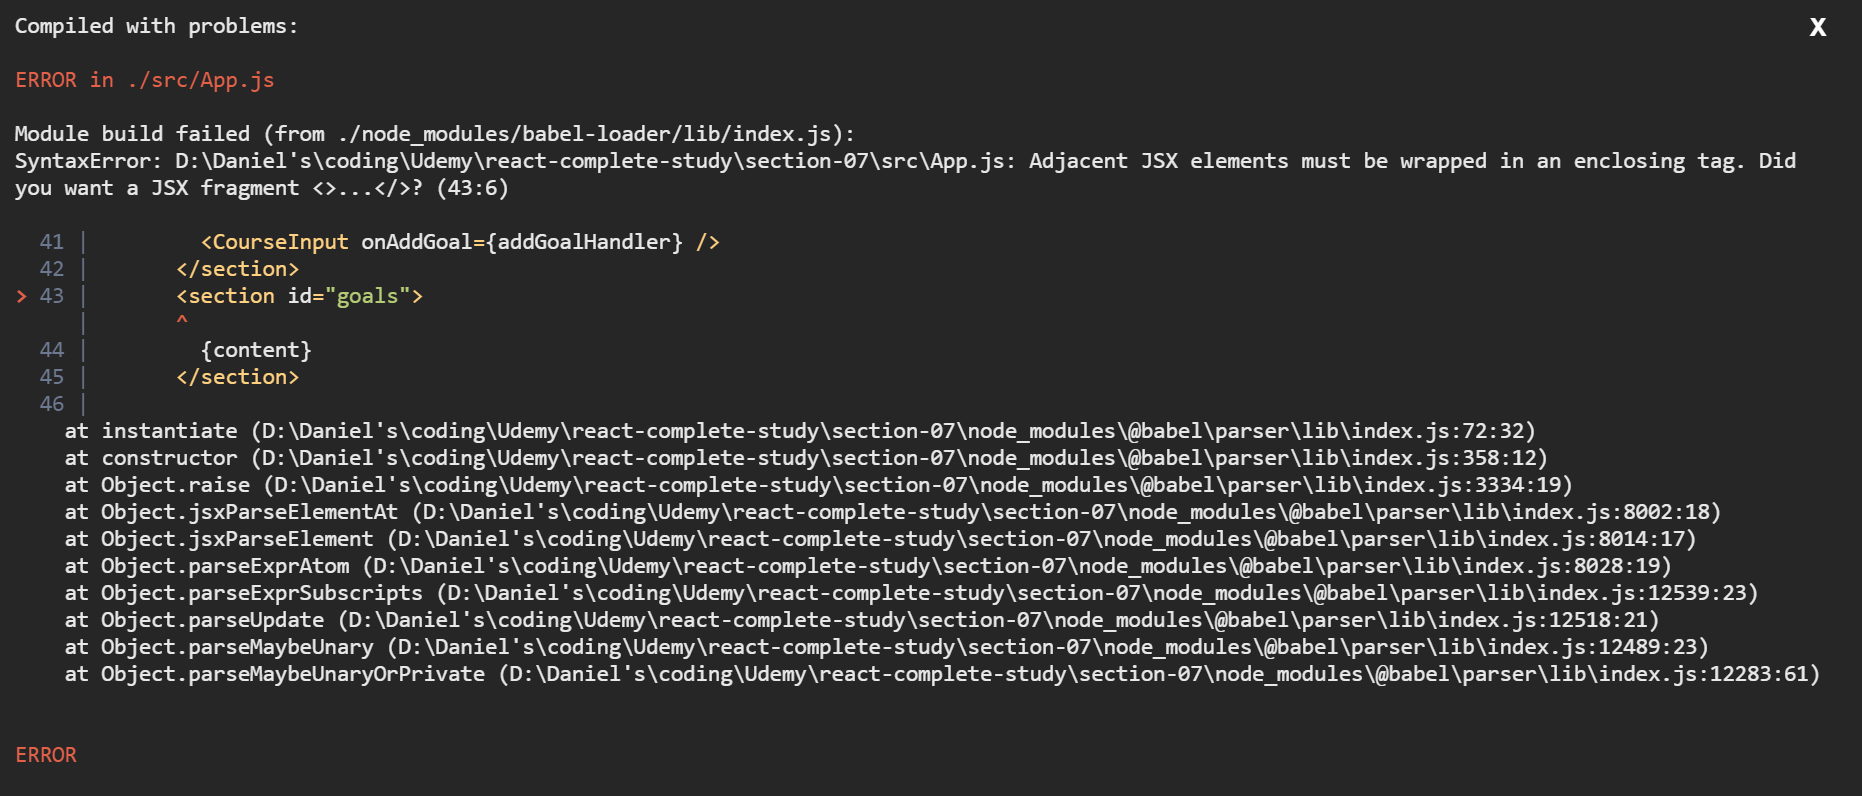 Compiled with problems:
X
ERROR in ./src/App.js
Module build failed (from ./node_modules/babel-loader/lib/index.js):
SyntaxError: D:\Daniel's\coding\Udemy\react-complete-study\section-07\src\App.js: Adjacent JSX elements must be wrapped in an enclosing tag. Did
you want a JSX fragment <>...</>? (43:6)
  41 |         <CourseInput onAddGoal={addGoalHandler} />
  42 |       </section>
> 43 |       <section id="goals">
     |       ^
  44 |         {content}
  45 |       </section>
  46 |
    at instantiate (D:\Daniel's\coding\Udemy\react-complete-study\section-07\node_modules\@babel\parser\lib\index.js:72:32)
    at constructor (D:\Daniel's\coding\Udemy\react-complete-study\section-07\node_modules\@babel\parser\lib\index.js:358:12)
    at Object.raise (D:\Daniel's\coding\Udemy\react-complete-study\section-07\node_modules\@babel\parser\lib\index.js:3334:19)
    at Object.jsxParseElementAt (D:\Daniel's\coding\Udemy\react-complete-study\section-07\node_modules\@babel\parser\lib\index.js:8002:18)
    at Object.jsxParseElement (D:\Daniel's\coding\Udemy\react-complete-study\section-07\node_modules\@babel\parser\lib\index.js:8014:17)
    at Object.parseExprAtom (D:\Daniel's\coding\Udemy\react-complete-study\section-07\node_modules\@babel\parser\lib\index.js:8028:19)
    at Object.parseExprSubscripts (D:\Daniel's\coding\Udemy\react-complete-study\section-07\node_modules\@babel\parser\lib\index.js:12539:23)
    at Object.parseUpdate (D:\Daniel's\coding\Udemy\react-complete-study\section-07\node_modules\@babel\parser\lib\index.js:12518:21)
    at Object.parseMaybeUnary (D:\Daniel's\coding\Udemy\react-complete-study\section-07\node_modules\@babel\parser\lib\index.js:12489:23)
    at Object.parseMaybeUnaryOrPrivate (D:\Daniel's\coding\Udemy\react-complete-study\section-07\node_modules\@babel\parser\lib\index.js:12283:61)
ERROR